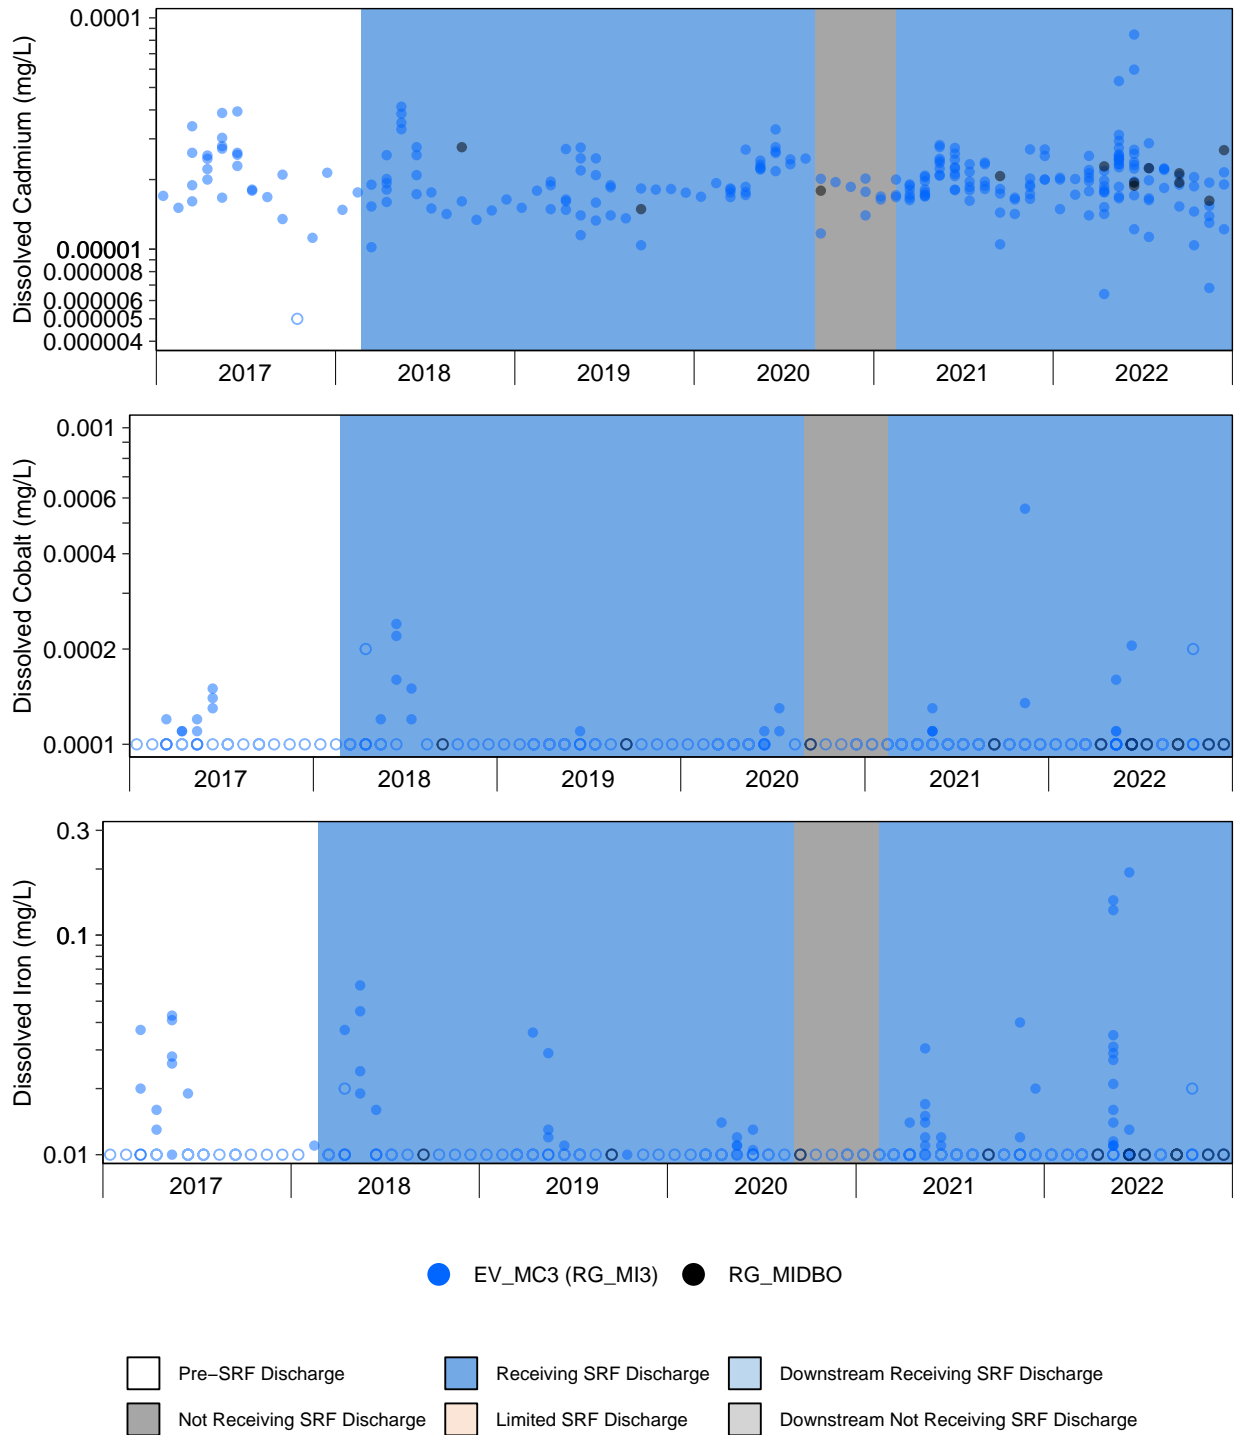 Dissolved Cadmium (mg/L)
0.0001
0.00001
0.000008
0.000006
0.000005
0.000004
2017 2018 2019 2020 2021 2022
Dissolved Cobalt (mg/L)
0.001
0.0006
0.0004
0.0002
0.0001
2017 2018 2019 2020 2021 2022
Dissolved Iron (mg/L)
0.3
0.1
0.01
2017 2018 2019 2020 2021 2022
EV_MC3 (RG_MI3) RG_MIDBO
Pre−SRF Discharge Receiving SRF Discharge Downstream Receiving SRF Discharge
Not Receiving SRF Discharge Limited SRF Discharge Downstream Not Receiving SRF Discharge